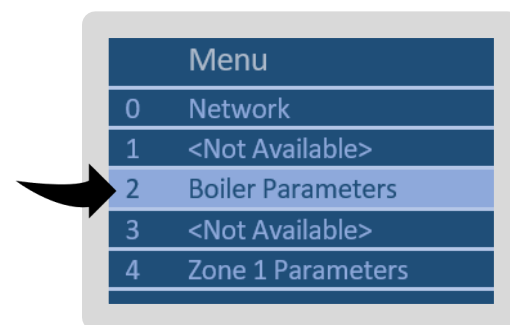 Menu
0 Network
1 <Not Available>
2 Boiler Parameters
3 <Not Available>
4 Zone 1 Parameters